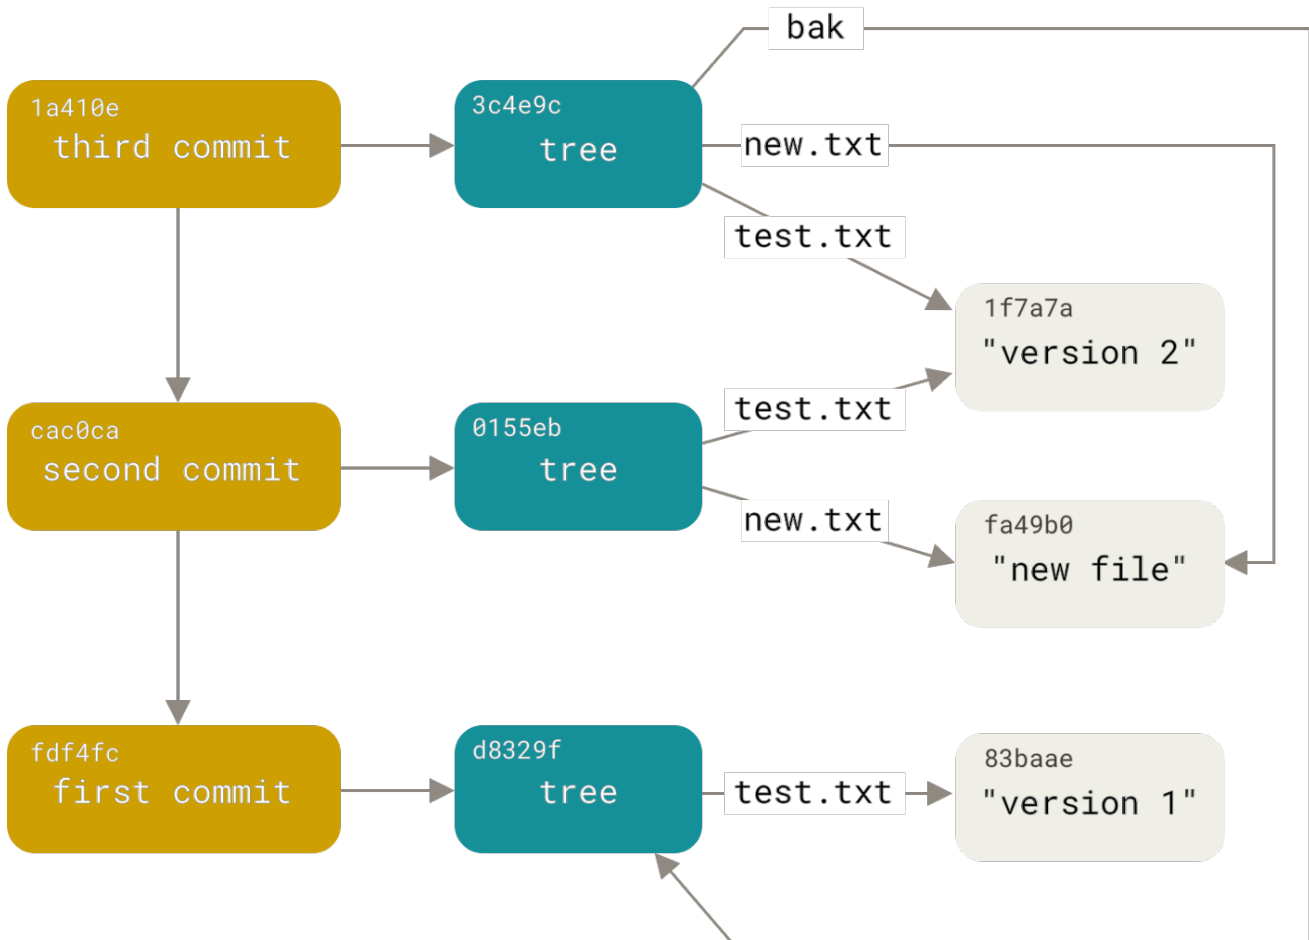 bak
1a410e
third commit
3c4e9c
tree
new.txt
test.txt
1f7a7a
"version 2"
cac0ca
second commit
0155eb
tree
test.txt
new.txt
fa49b0
"new file"
fdf4fc
first commit
d8329f
tree
test.txt
83baae
"version 1"